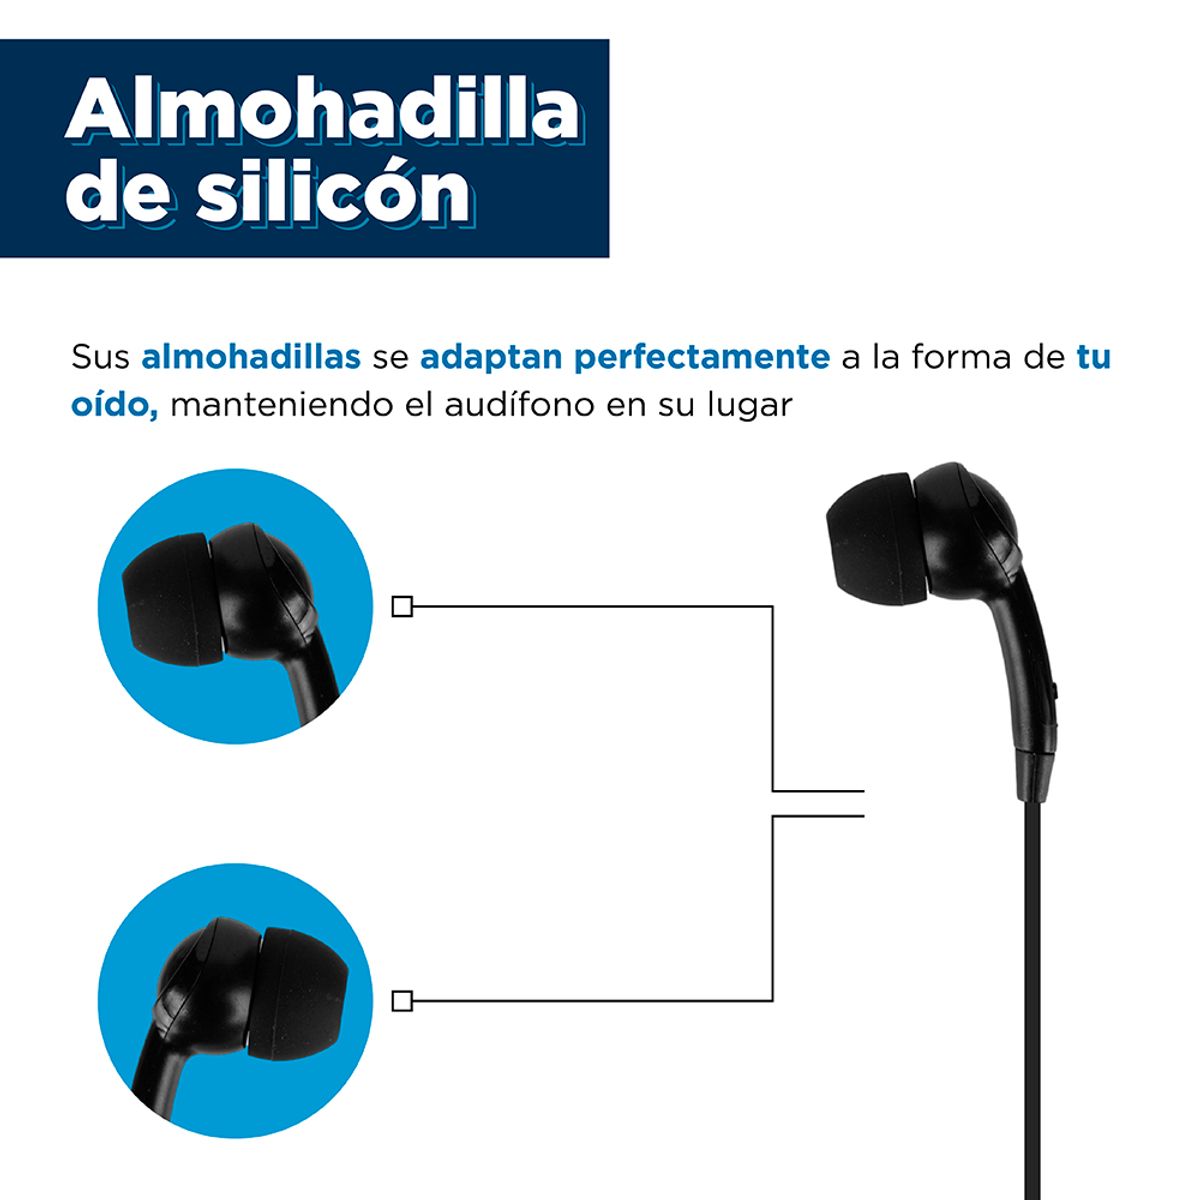 Almohadilla
de silicón
Sus almohadillas se adaptan perfectamente a la forma de tu
oído, manteniendo el audífono en su lugar